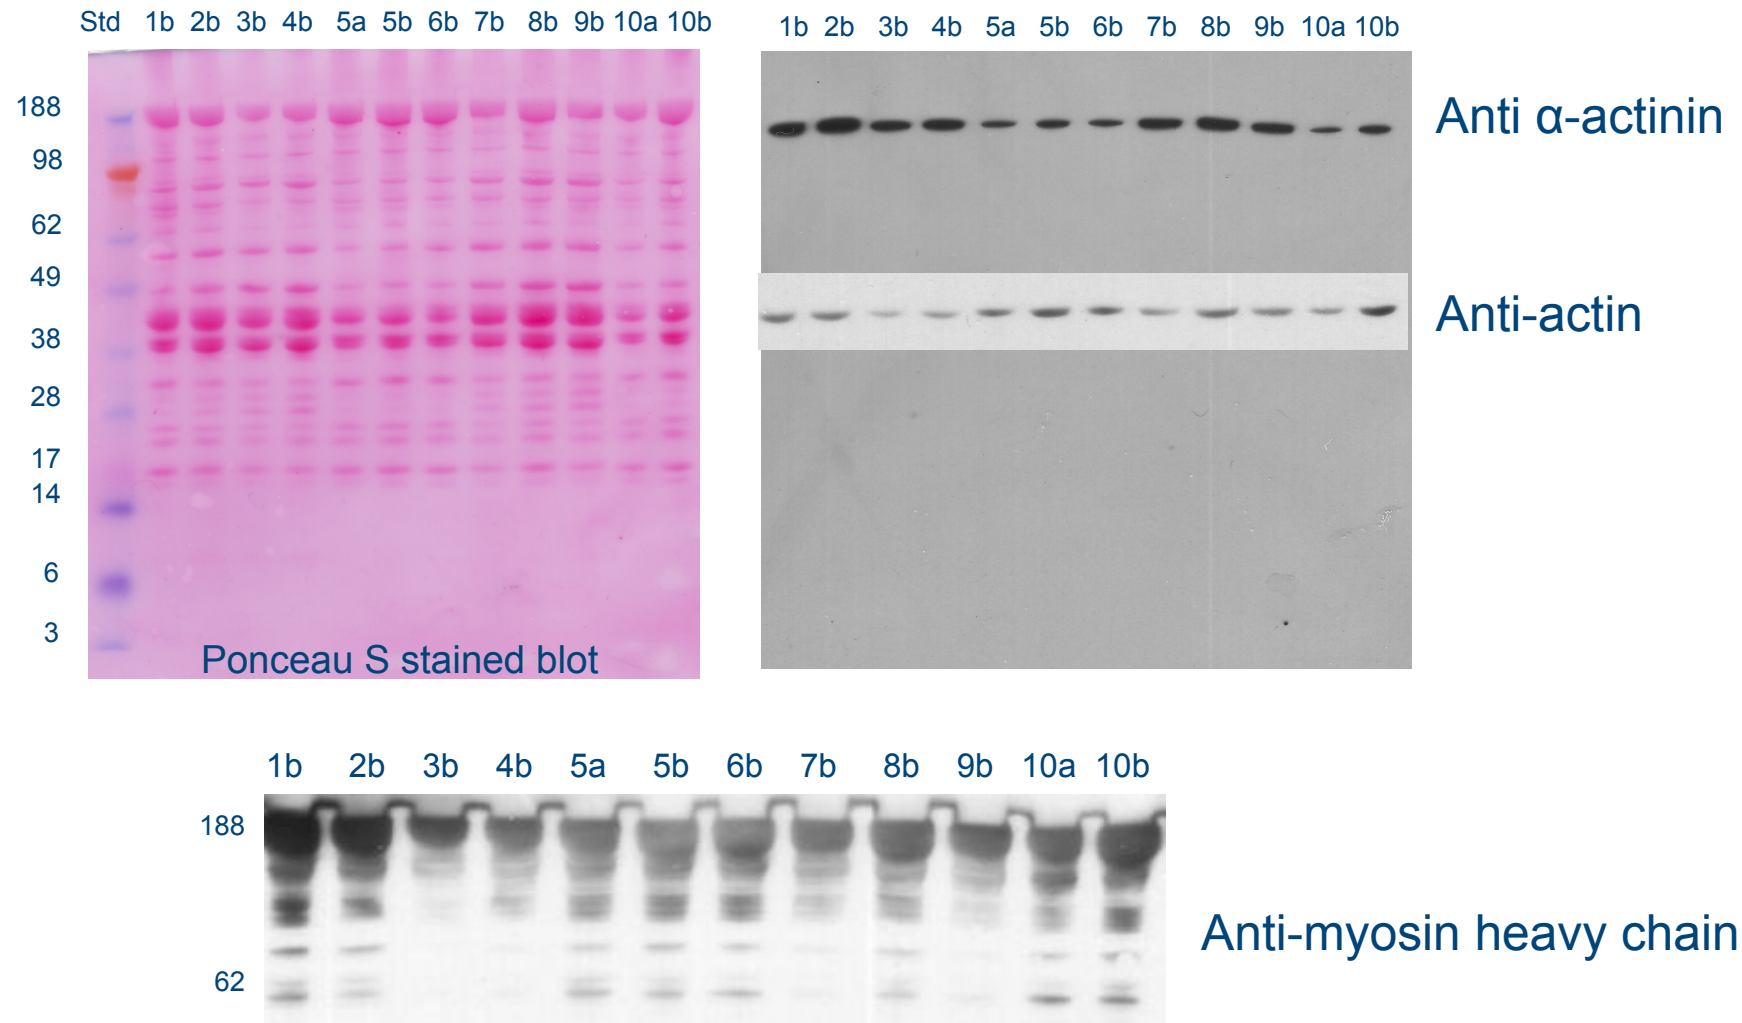 Std 1b 2b 3b 4b 5a 5b 6b 7b 8b 9b 10a 10b
188
98
62
49
38
28
17
14
6
3
Ponceau S stained blot
1b 2b 3b 4b 5a 5b 6b 7b 8b 9b 10a 10b
Anti α-actinin
Anti-actin
1b 2b 3b 4b 5a 5b 6b 7b 8b 9b 10a 10b
188
62
Anti-myosin heavy chain